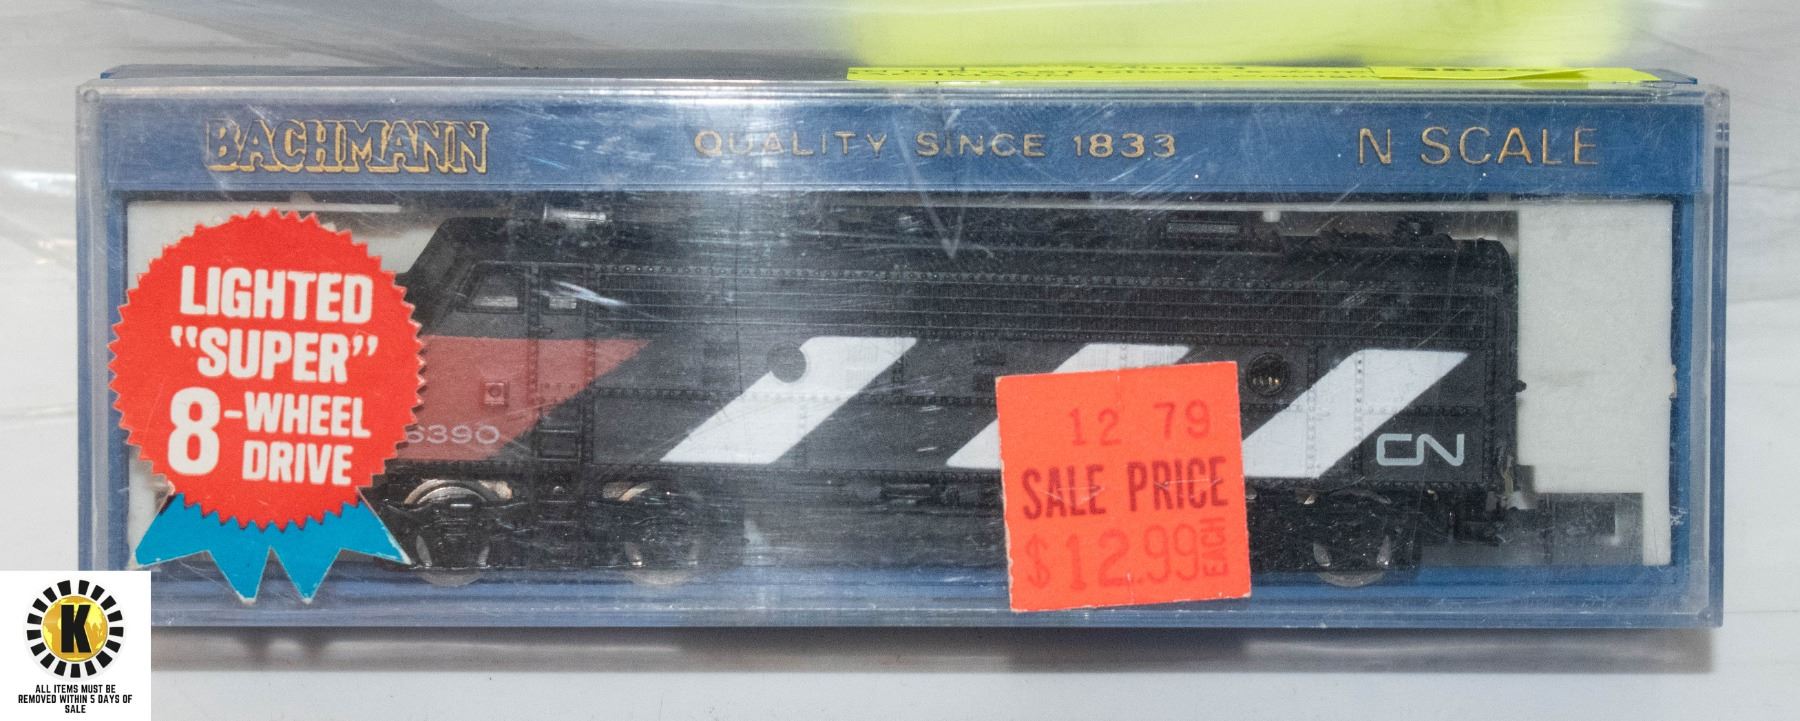 BACHMANN
QUALITY SINCE 1833
N SCALE
LIGHTED
"SUPER"
8-WHEEL
DRIVE
6390
CN
12 79
SALE PRICE
$12.99 EACH
K
ALL ITEMS MUST BE
REMOVED WITHIN 5 DAYS OF
SALE